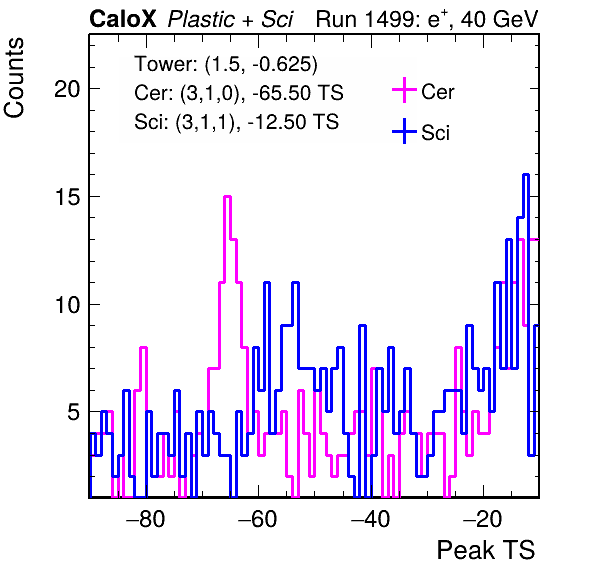 CaloX Plastic + Sci Run 1499: e+, 40 GeV
Counts
Tower: (1.5, -0.625)
Cer: (3,1,0), -65.50 TS
Sci: (3,1,1), -12.50 TS
Cer
Sci
20
15
10
5
−80 −60 −40 −20
Peak TS